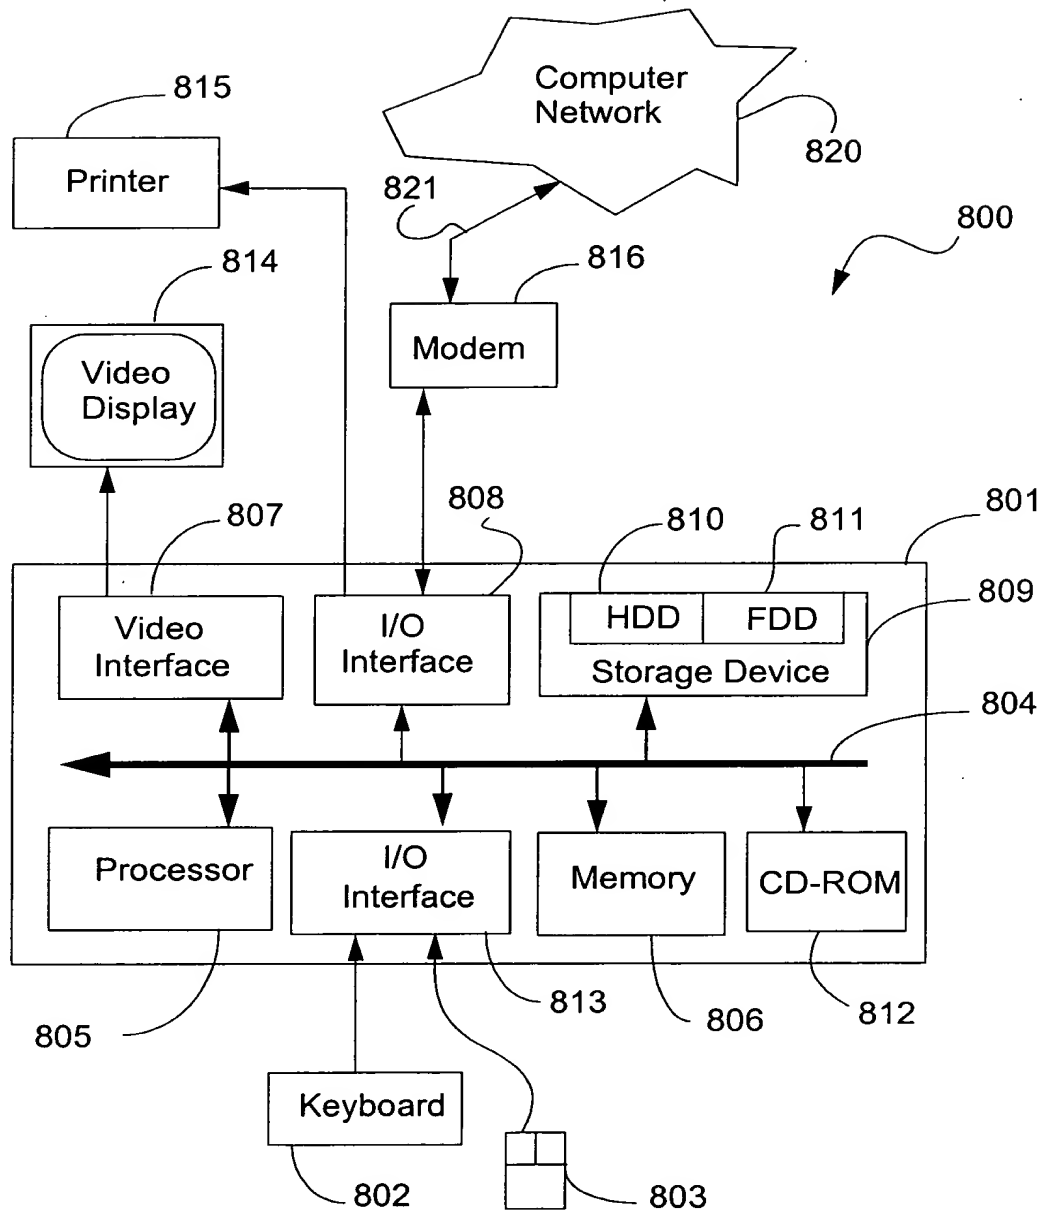 Computer
Network
815
820
Printer
821
800
814
816
Video
Display
Modem
807
808
810
811
801
HDD
FDD
809
Video
Interface
I/O
Interface
Storage Device
804
Processor
I/O
Interface
Memory
CD-ROM
805
813
806
812
Keyboard
802
803